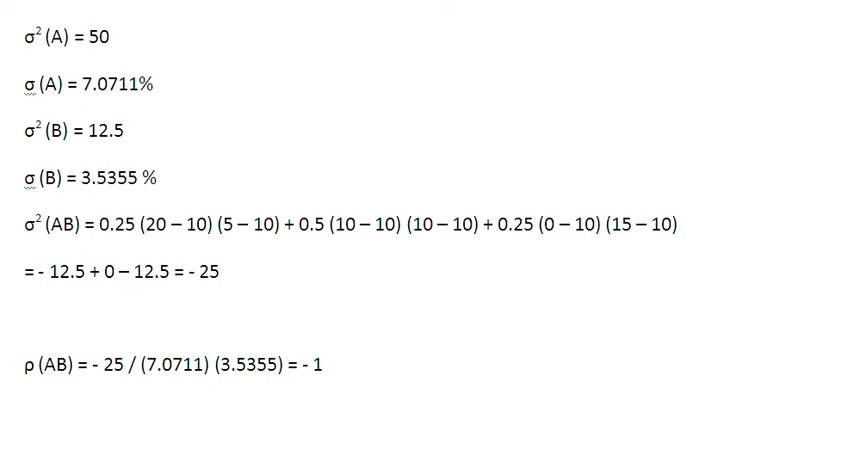 σ² (A) = 50
σ (A) = 7.0711%
σ² (B) = 12.5
σ (B) = 3.5355 %
σ² (AB) = 0.25 (20 – 10) (5 – 10) + 0.5 (10 – 10) (10 – 10) + 0.25 (0 – 10) (15 – 10)
= - 12.5 + 0 – 12.5 = - 25
ρ (AB) = - 25 / (7.0711) (3.5355) = - 1